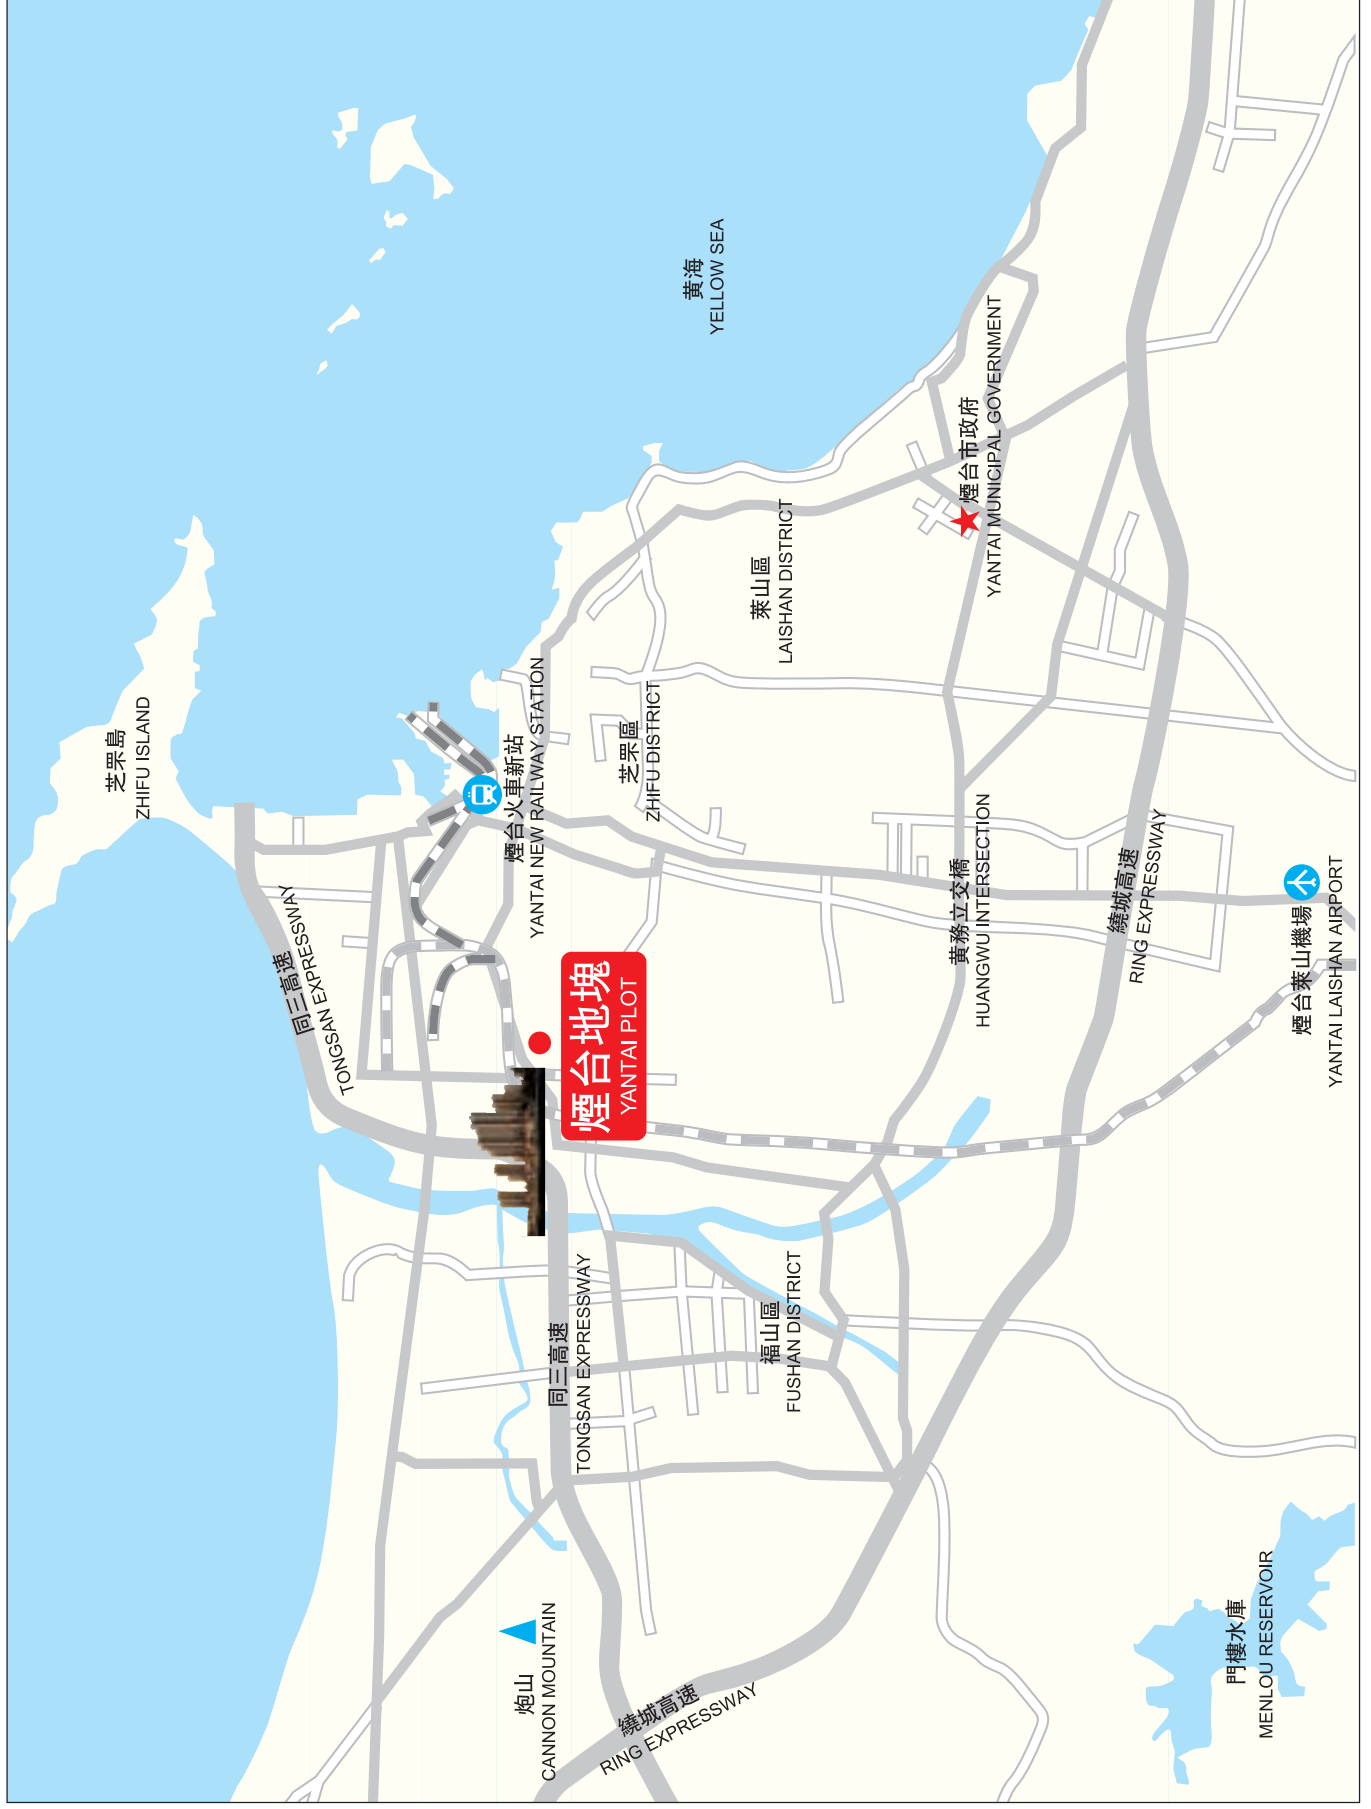 芝罘島
ZHIFU ISLAND
黄海
YELLOW SEA
同三高速
TONGSAN EXPRESSWAY
煙台火車新站
YANTAI NEW RAILWAY STATION
芝罘區
ZHIFU DISTRICT
萊山區
LAISHAN DISTRICT
煙台市政府
YANTAI MUNICIPAL GOVERNMENT
煙台地塊
YANTAI PLOT
黄務立交橋
HUANGWU INTERSECTION
繞城高速
RING EXPRESSWAY
煙台萊山機場
YANTAI LAISHAN AIRPORT
同三高速
TONGSAN EXPRESSWAY
福山區
FUSHAN DISTRICT
炮山
CANNON MOUNTAIN
繞城高速
RING EXPRESSWAY
門樓水庫
MENLOU RESERVOIR